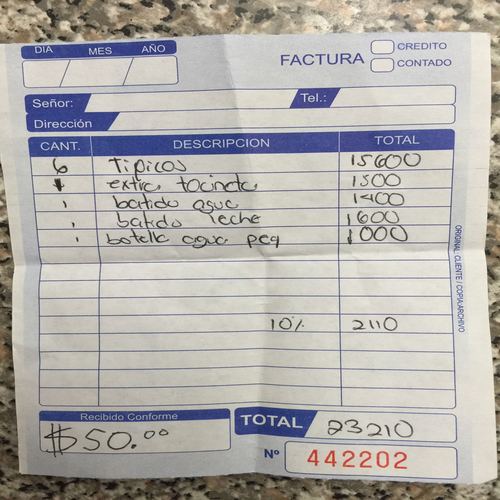 DIA MES AÑO
FACTURA
CREDITO
CONTADO
Señor: Tel.:
Dirección
CANT. DESCRIPCION TOTAL
6 Tipicos 15600
1 extra tocineta 1500
1 batido agua 1400
1 batido leche 1600
1 botella agua peq 1000
10% 2110
ORIGINAL: CLIENTE / COPIA: ARCHIVO
Recibido Conforme
$50.00
TOTAL 23210
Nº 442202